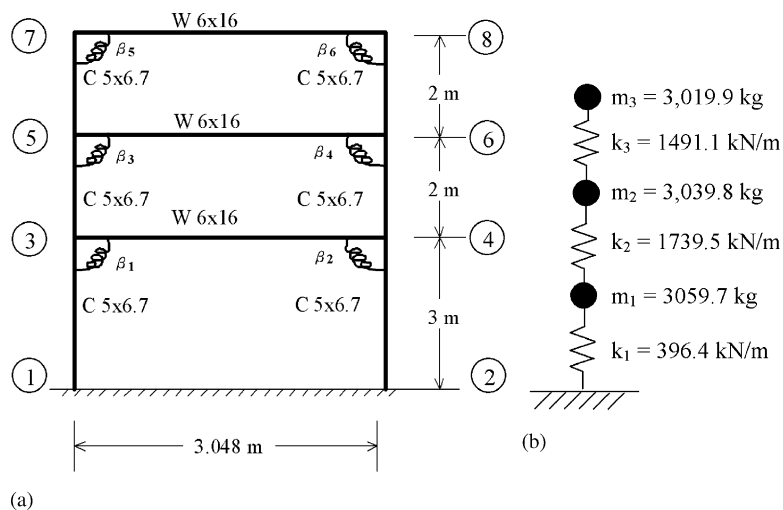 W 6x16
7
β5
β6
8
C 5x6.7
C 5x6.7
2 m
W 6x16
5
β3
β4
6
C 5x6.7
C 5x6.7
2 m
W 6x16
3
β1
β2
4
C 5x6.7
C 5x6.7
3 m
1
2
3.048 m
(a)
m3 = 3,019.9 kg
k3 = 1491.1 kN/m
m2 = 3,039.8 kg
k2 = 1739.5 kN/m
m1 = 3059.7 kg
k1 = 396.4 kN/m
(b)